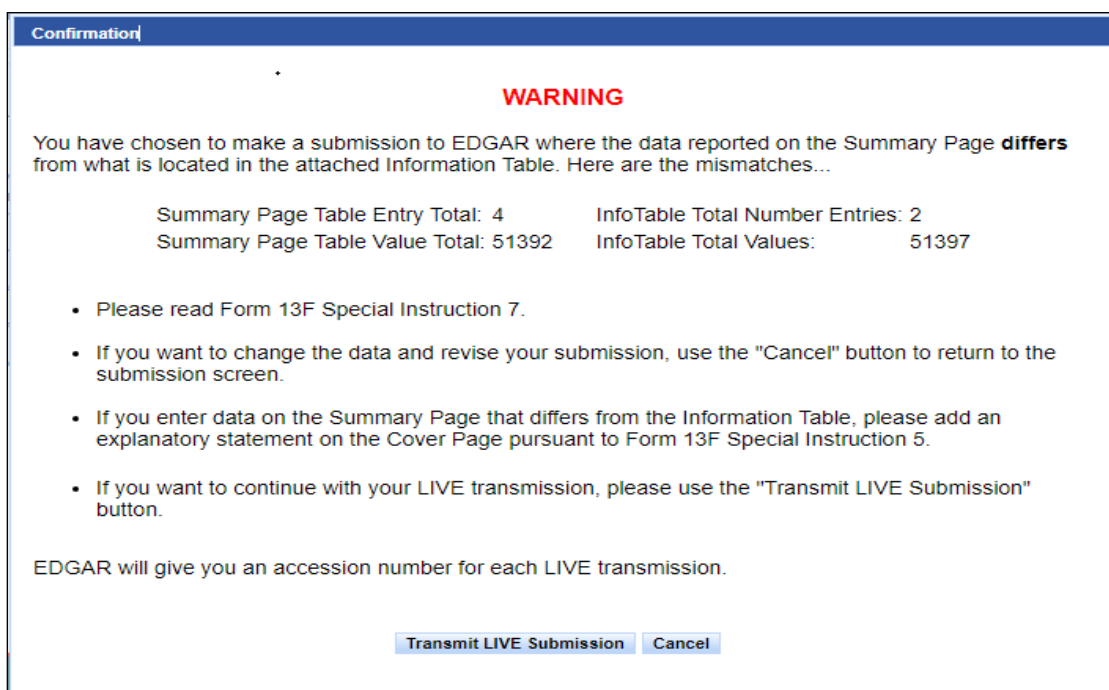 Confirmation
WARNING
You have chosen to make a submission to EDGAR where the data reported on the Summary Page differs
from what is located in the attached Information Table. Here are the mismatches...
Summary Page Table Entry Total: 4 InfoTable Total Number Entries: 2
Summary Page Table Value Total: 51392 InfoTable Total Values: 51397
• Please read Form 13F Special Instruction 7.
• If you want to change the data and revise your submission, use the "Cancel" button to return to the
submission screen.
• If you enter data on the Summary Page that differs from the Information Table, please add an
explanatory statement on the Cover Page pursuant to Form 13F Special Instruction 5.
• If you want to continue with your LIVE transmission, please use the "Transmit LIVE Submission"
button.
EDGAR will give you an accession number for each LIVE transmission.
Transmit LIVE Submission Cancel